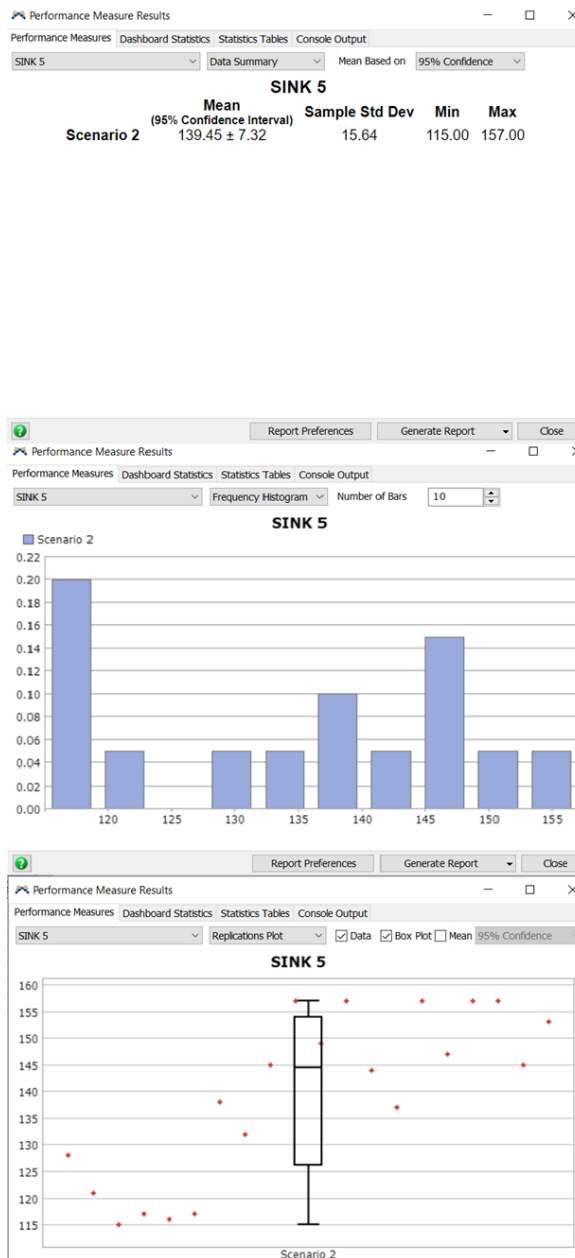 Performance Measure Results
Performance Measures Dashboard Statistics Statistics Tables Console Output
SINK 5 Data Summary Mean Based on 95% Confidence
SINK 5
Mean
(95% Confidence Interval) Sample Std Dev Min Max
Scenario 2 139.45 ± 7.32 15.64 115.00 157.00
Report Preferences Generate Report Close
Performance Measure Results
Performance Measures Dashboard Statistics Statistics Tables Console Output
SINK 5 Frequency Histogram Number of Bars 10
SINK 5
Scenario 2
0.22
0.20
0.18
0.16
0.14
0.12
0.10
0.08
0.06
0.04
0.02
0.00
120 125 130 135 140 145 150 155
Report Preferences Generate Report Close
Performance Measure Results
Performance Measures Dashboard Statistics Statistics Tables Console Output
SINK 5 Replications Plot Data Box Plot Mean 95% Confidence
SINK 5
160
155
150
145
140
135
130
125
120
115
Scenario 2